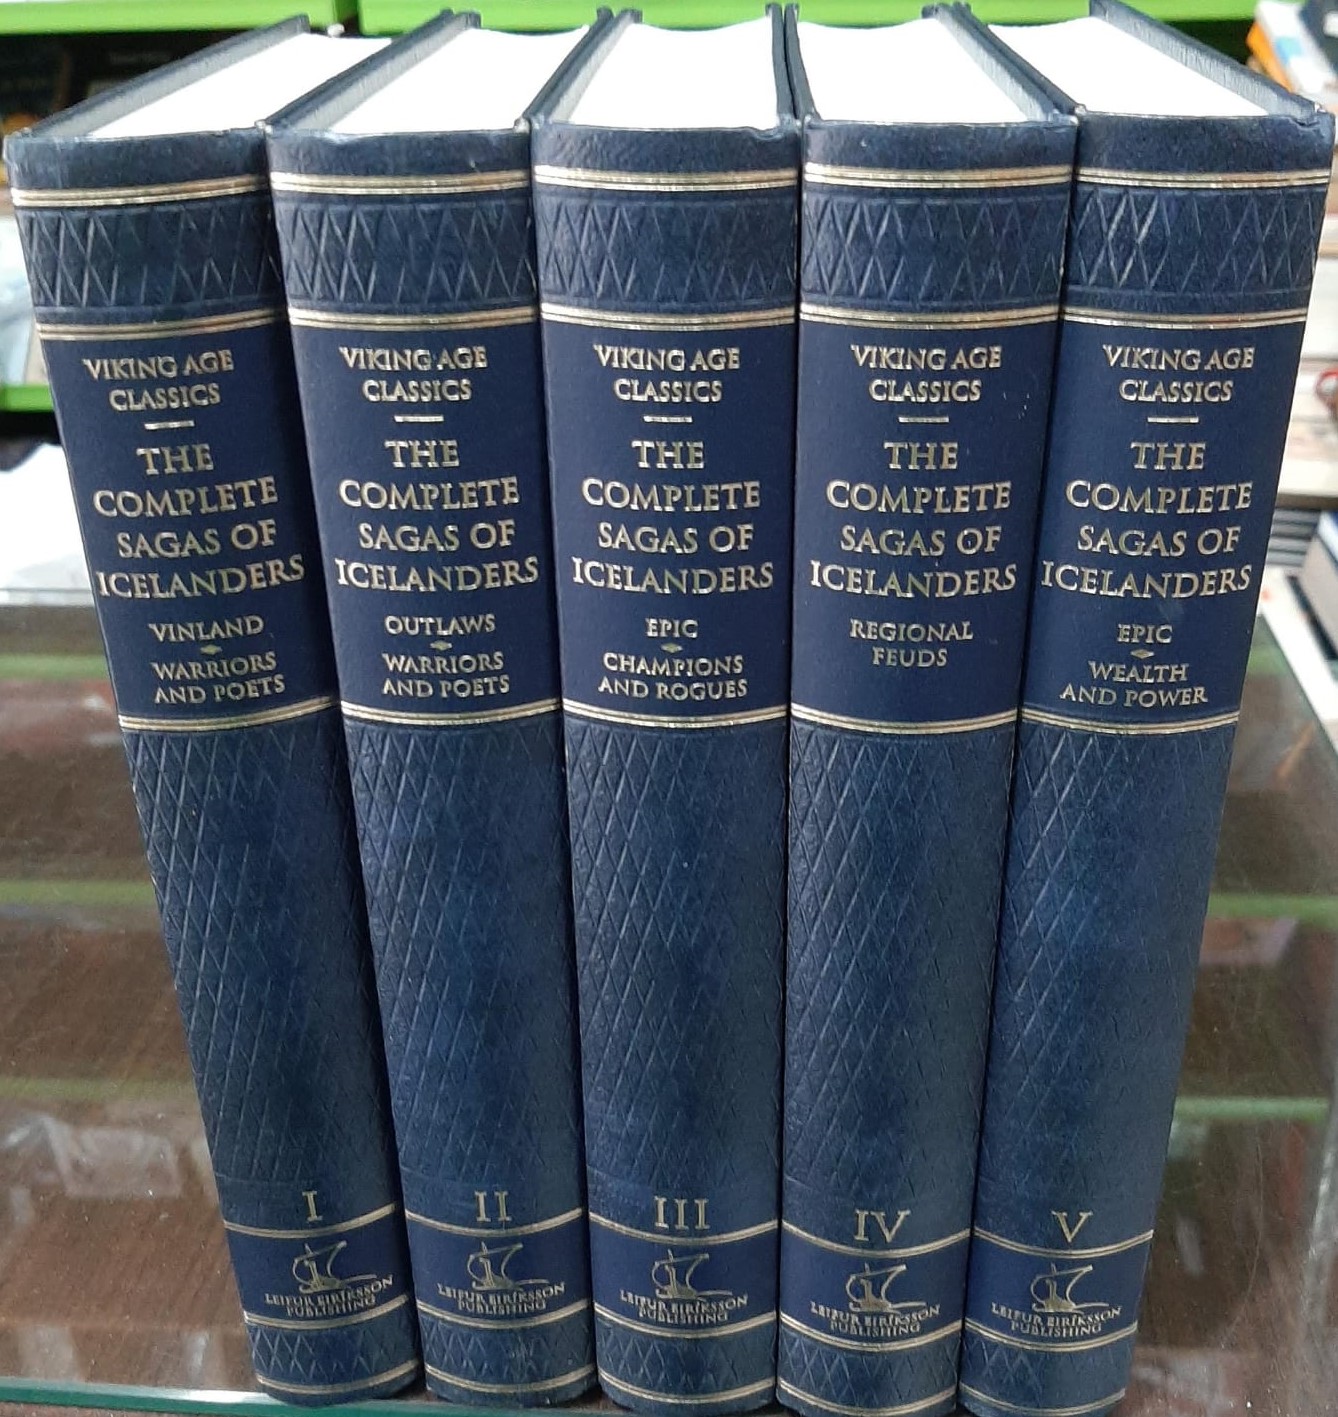 VIKING AGE
CLASSICS
THE
COMPLETE
SAGAS OF
ICELANDERS
VINLAND
WARRIORS
AND POETS
I
LEIFUR EIRÍKSSON
PUBLISHING
VIKING AGE
CLASSICS
THE
COMPLETE
SAGAS OF
ICELANDERS
OUTLAWS
WARRIORS
AND POETS
II
LEIFUR EIRÍKSSON
PUBLISHING
VIKING AGE
CLASSICS
THE
COMPLETE
SAGAS OF
ICELANDERS
EPIC
CHAMPIONS
AND ROGUES
III
LEIFUR EIRÍKSSON
PUBLISHING
VIKING AGE
CLASSICS
THE
COMPLETE
SAGAS OF
ICELANDERS
REGIONAL
FEUDS
IV
LEIFUR EIRÍKSSON
PUBLISHING
VIKING AGE
CLASSICS
THE
COMPLETE
SAGAS OF
ICELANDERS
EPIC
WEALTH
AND POWER
V
LEIFUR EIRÍKSSON
PUBLISHING